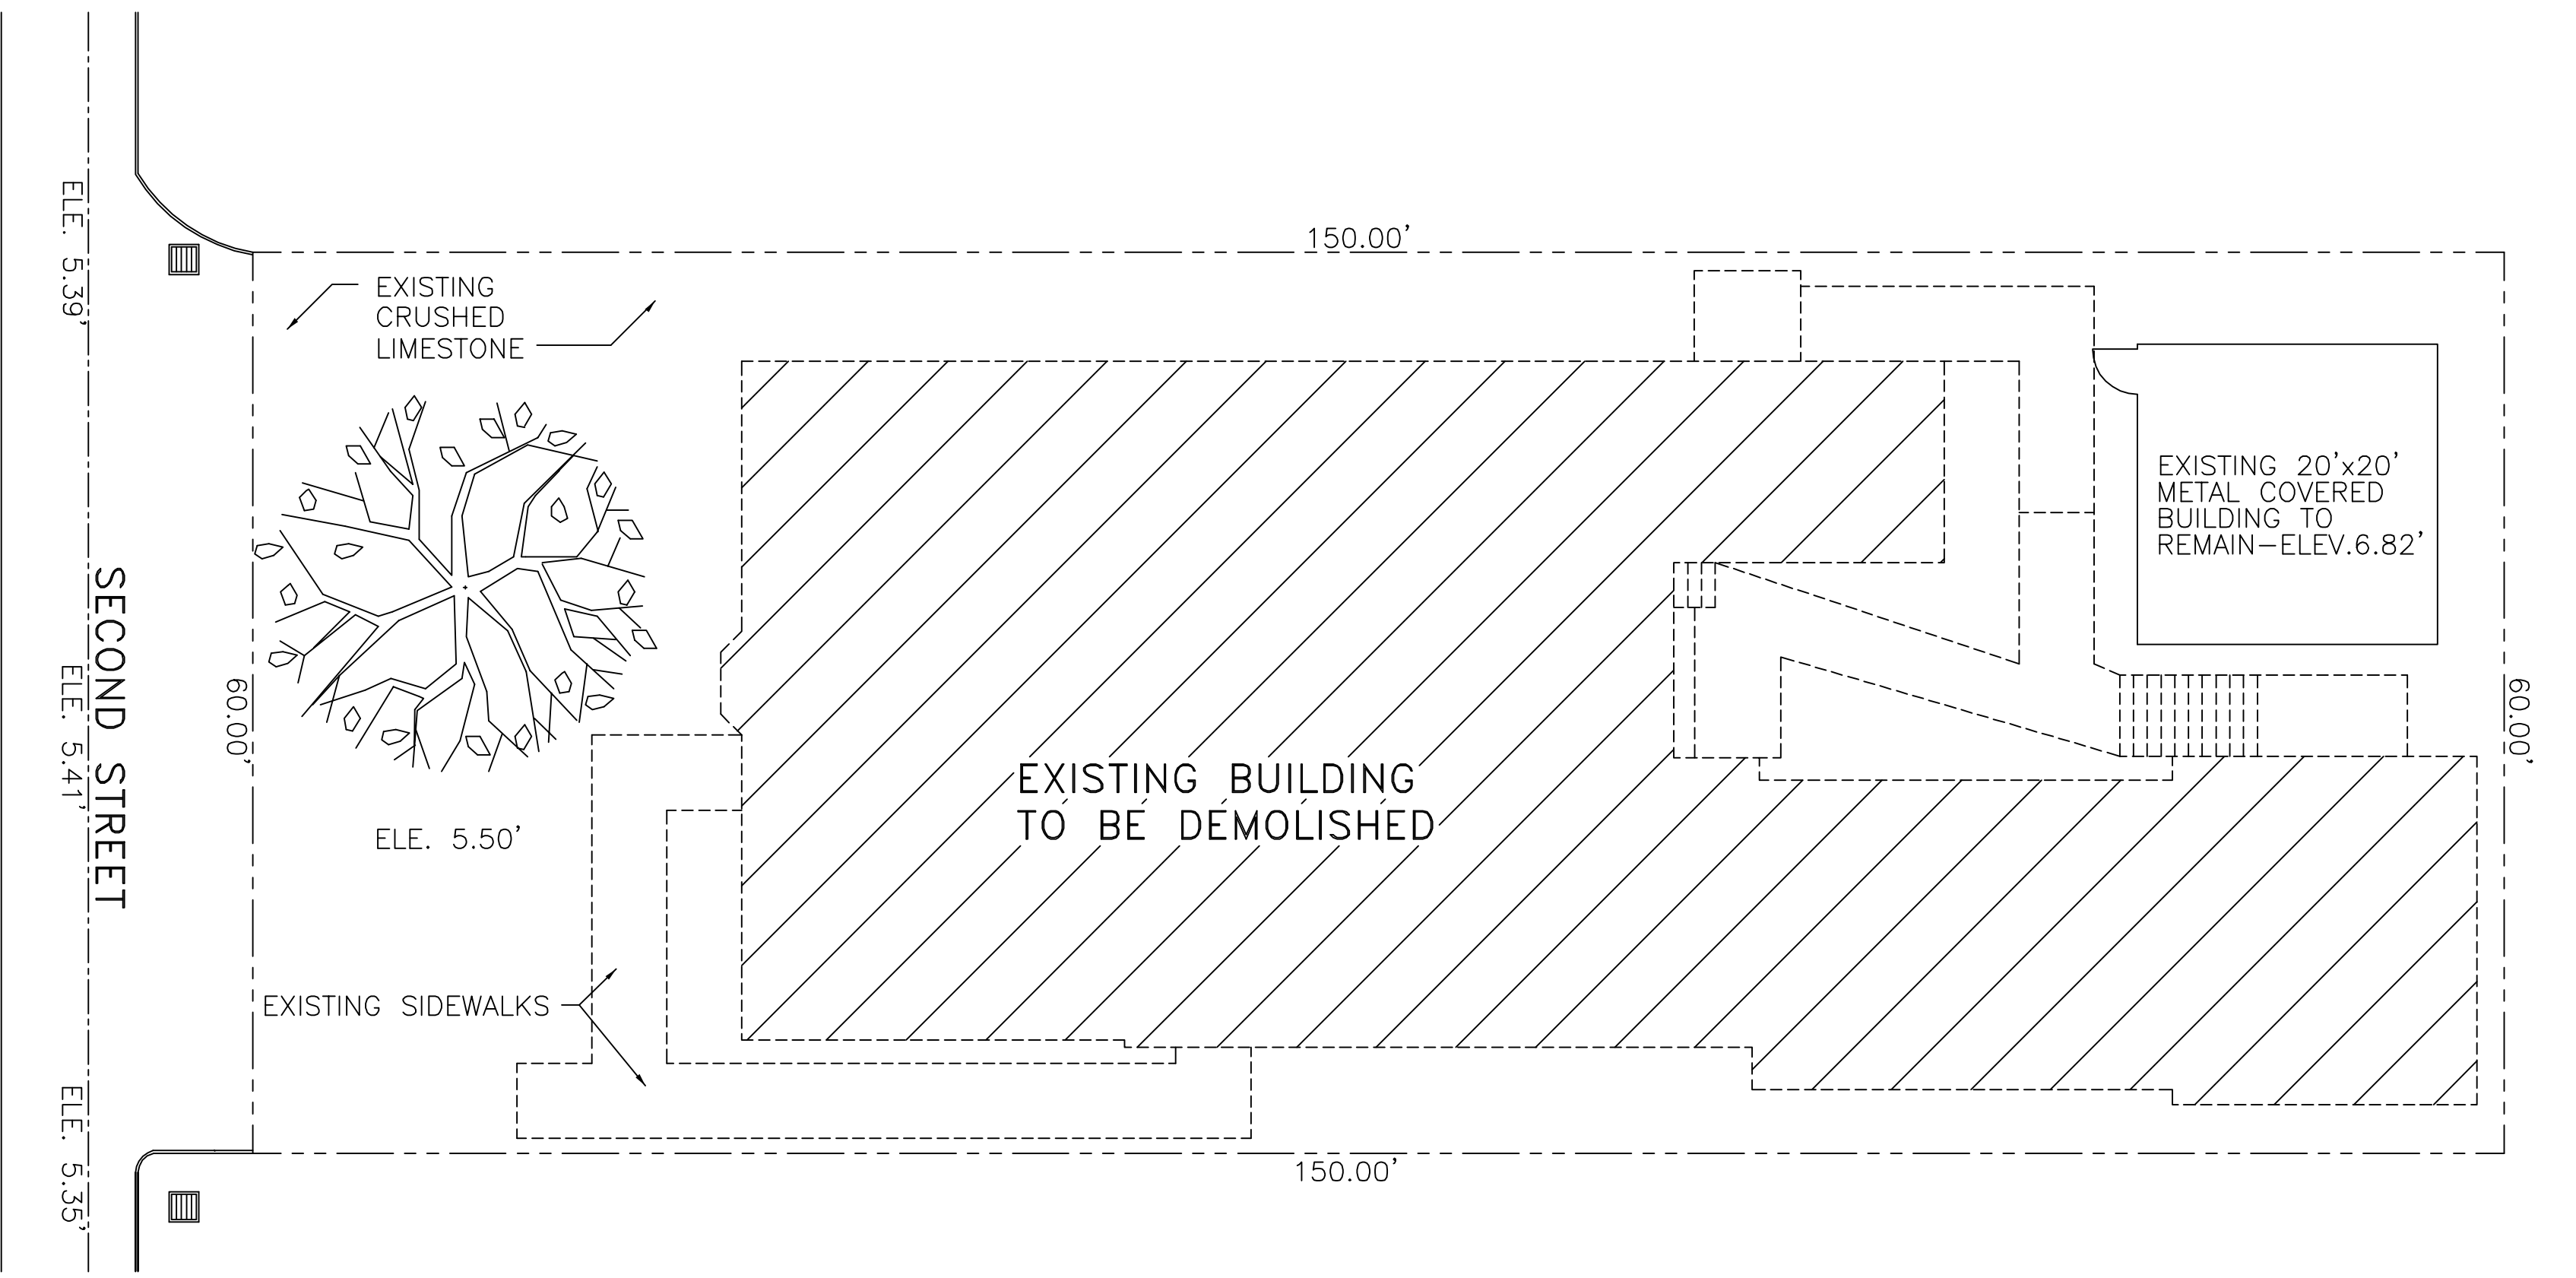 150.00'
EXISTING
CRUSHED
LIMESTONE
ELE. 5.39'
EXISTING 20'x20'
METAL COVERED
BUILDING TO
REMAIN-ELEV.6.82'
SECOND STREET
ELE. 5.41'
60.00'
60.00'
EXISTING BUILDING
TO BE DEMOLISHED
ELE. 5.50'
EXISTING SIDEWALKS
ELE. 5.35'
150.00'